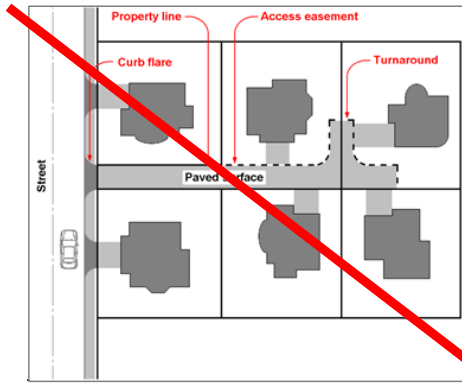 Property line
Access easement
Curb flare
Turnaround
Street
Paved surface